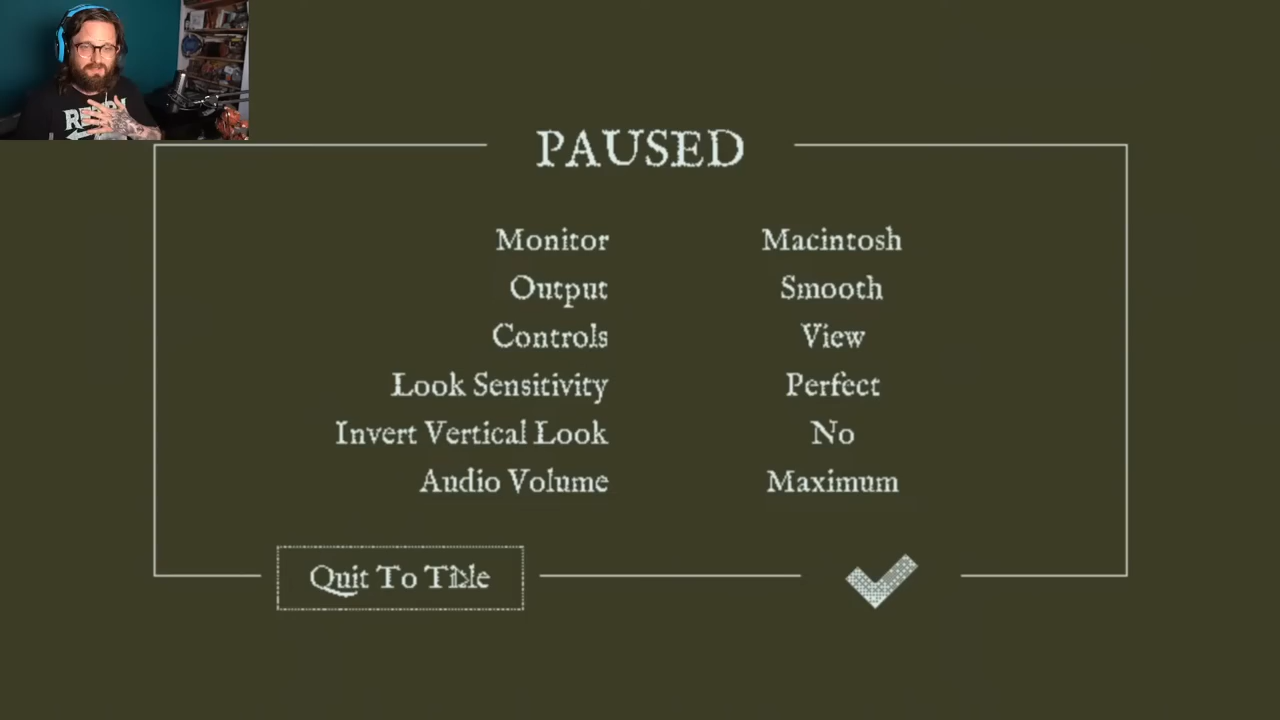 PAUSED
Monitor Macintosh
Output Smooth
Controls View
Look Sensitivity Perfect
Invert Vertical Look No
Audio Volume Maximum
Quit To Title